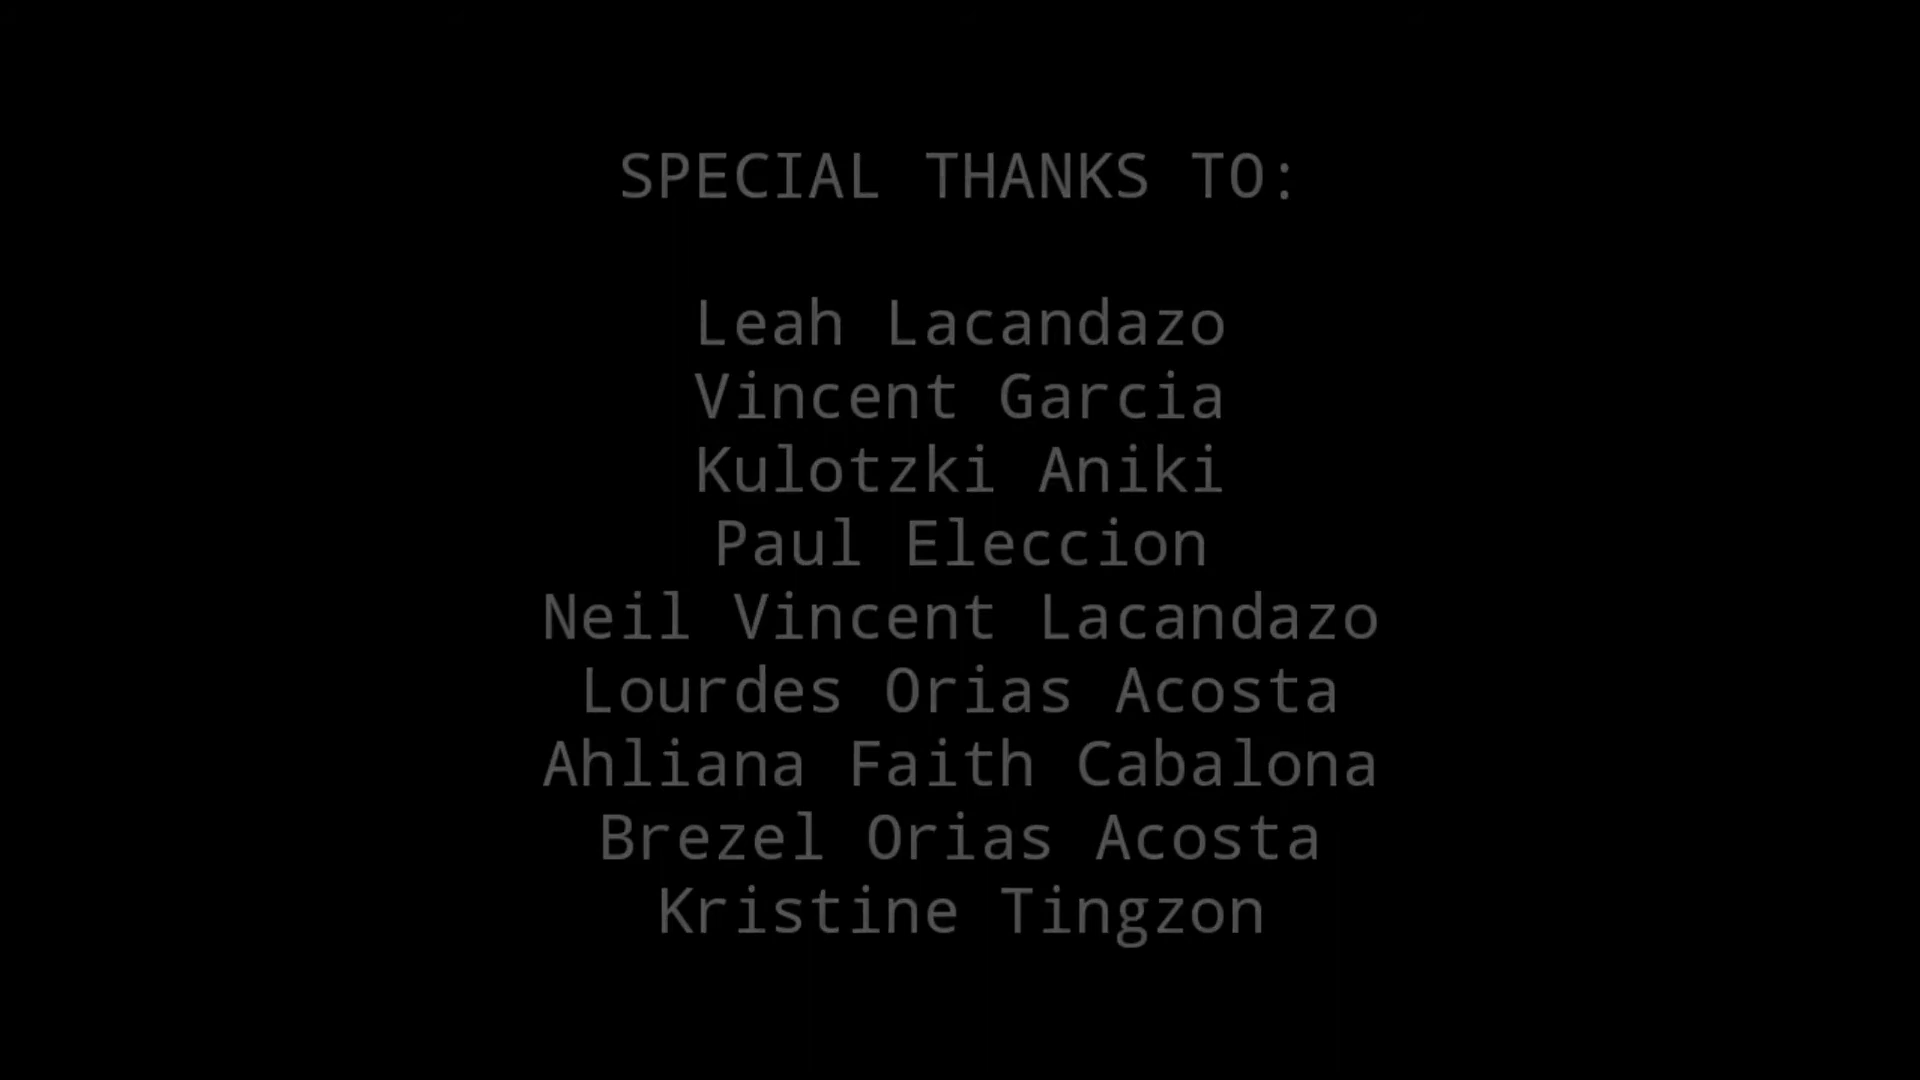 SPECIAL THANKS TO:
Leah Lacandazo
Vincent Garcia
Kulotzki Aniki
Paul Eleccion
Neil Vincent Lacandazo
Lourdes Orias Acosta
Ahliana Faith Cabalona
Brezel Orias Acosta
Kristine Tingzon